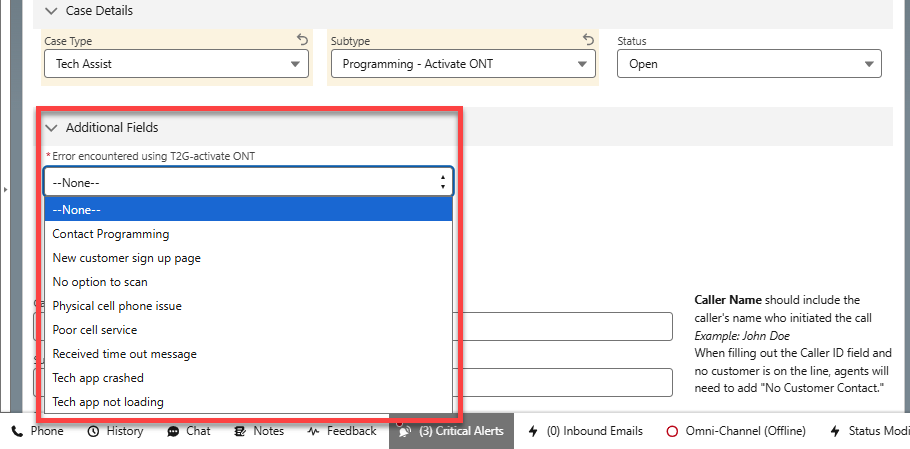 Case Details
Case Type
Subtype
Status
Tech Assist
Programming - Activate ONT
Open
Additional Fields
*Error encountered using T2G-activate ONT
--None--
--None--
Contact Programming
New customer sign up page
No option to scan
Physical cell phone issue
Poor cell service
Received time out message
Tech app crashed
Tech app not loading
Caller Name should include the
caller's name who initiated the call
Example: John Doe
When filling out the Caller ID field and
no customer is on the line, agents will
need to add "No Customer Contact."
Phone
History
Chat
Notes
Feedback
(3) Critical Alerts
(0) Inbound Emails
Omni-Channel (Offline)
Status Modi